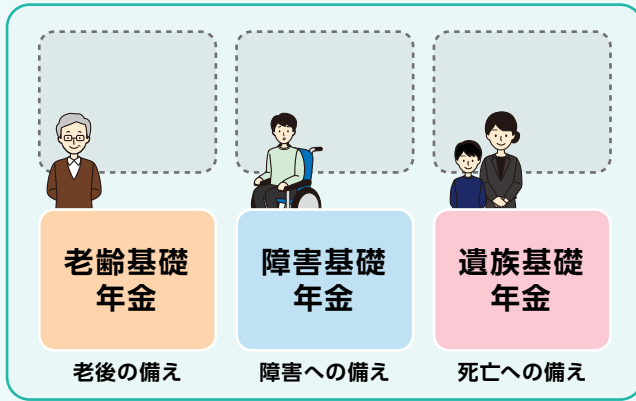 老齢基礎
年金
障害基礎
年金
遺族基礎
年金
老後の備え
障害への備え
死亡への備え